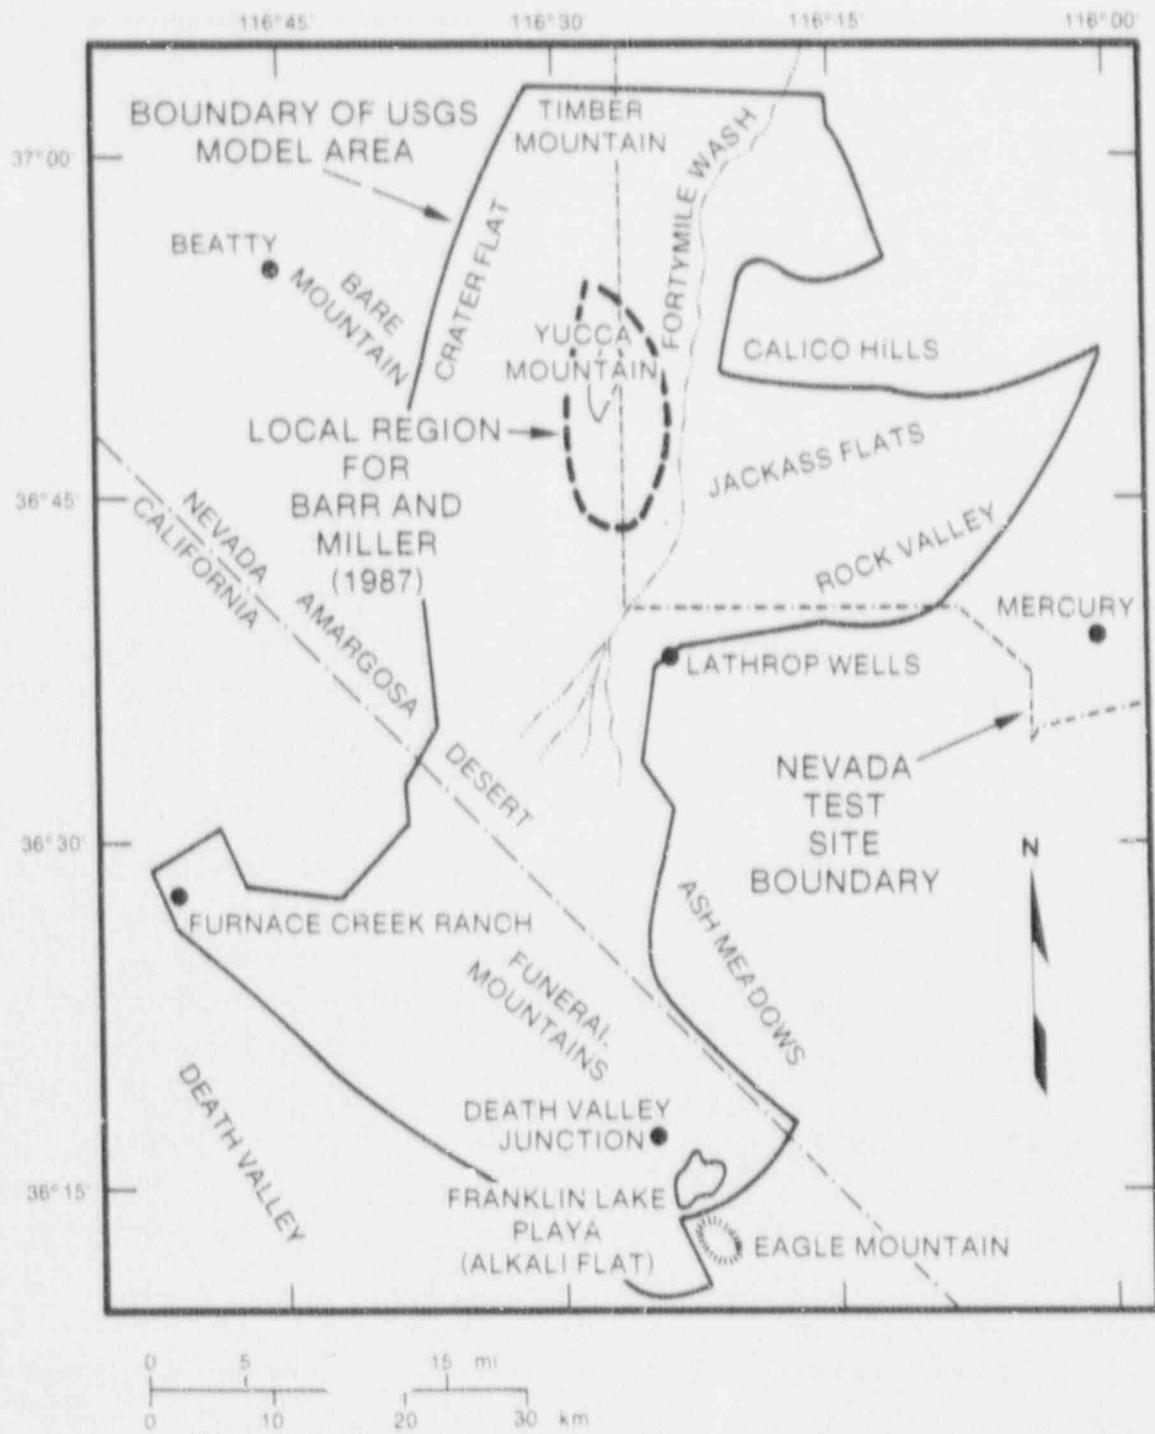 116°45'
116°30'
116°15'
116°00'
37°00'
36°45'
36°30'
36°15'
BOUNDARY OF USGS
MODEL AREA
TIMBER
MOUNTAIN
FORTYMILE WASH
BEATTY
BARE
MOUNTAIN
CRATER FLAT
YUCCA
MOUNTAIN
CALICO HILLS
LOCAL REGION
FOR
BARR AND
MILLER
(1987)
JACKASS FLATS
ROCK VALLEY
NEVADA
CALIFORNIA
AMARGOSA
DESERT
MERCURY
LATHROP WELLS
NEVADA
TEST
SITE
BOUNDARY
N
FURNACE CREEK RANCH
ASH MEADOWS
FUNERAL
MOUNTAINS
DEATH VALLEY
DEATH VALLEY
JUNCTION
FRANKLIN LAKE
PLAYA
(ALKALI FLAT)
EAGLE MOUNTAIN
0 5 15 mi
0 10 20 30 km